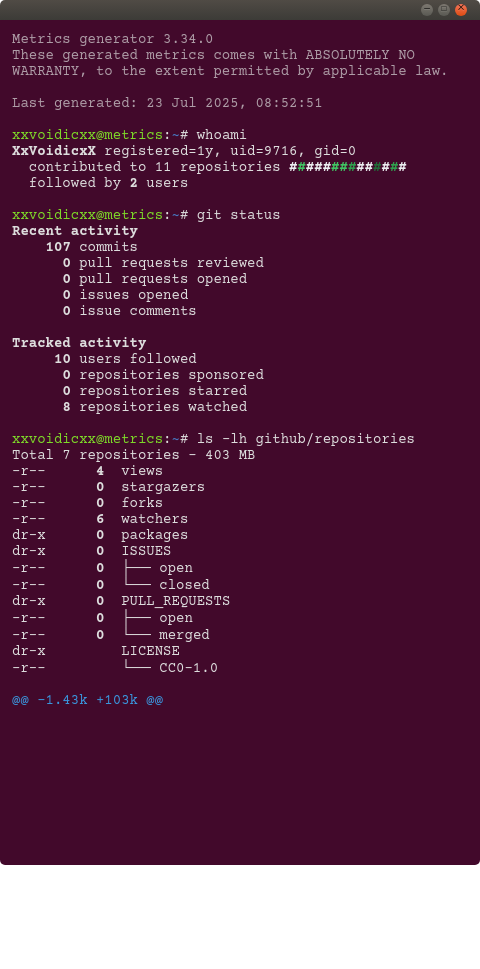 Metrics generator 3.34.0
These generated metrics comes with ABSOLUTELY NO
WARRANTY, to the extent permitted by applicable law.
Last generated: 23 Jul 2025, 08:52:51
xxvoidicxx@metrics:~# whoami
XxVoidicxX registered=1y, uid=9716, gid=0
contributed to 11 repositories ##############
followed by 2 users
xxvoidicxx@metrics:~# git status
Recent activity
107 commits
0 pull requests reviewed
0 pull requests opened
0 issues opened
0 issue comments
Tracked activity
10 users followed
0 repositories sponsored
0 repositories starred
8 repositories watched
xxvoidicxx@metrics:~# ls -lh github/repositories
Total 7 repositories - 403 MB
-r-- 4 views
-r-- 0 stargazers
-r-- 0 forks
-r-- 6 watchers
dr-x 0 packages
dr-x 0 ISSUES
-r-- 0 ├── open
-r-- 0 └── closed
dr-x 0 PULL_REQUESTS
-r-- 0 ├── open
-r-- 0 └── merged
dr-x LICENSE
-r-- └── CC0-1.0
@@ -1.43k +103k @@